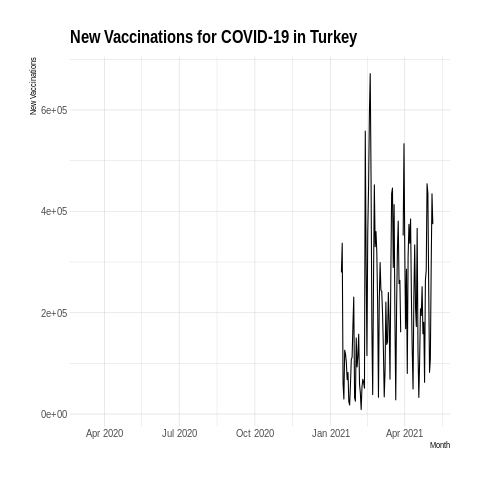 New Vaccinations for COVID-19 in Turkey
New Vaccinations
6e+05
4e+05
2e+05
0e+00
Apr 2020 Jul 2020 Oct 2020 Jan 2021 Apr 2021
Month